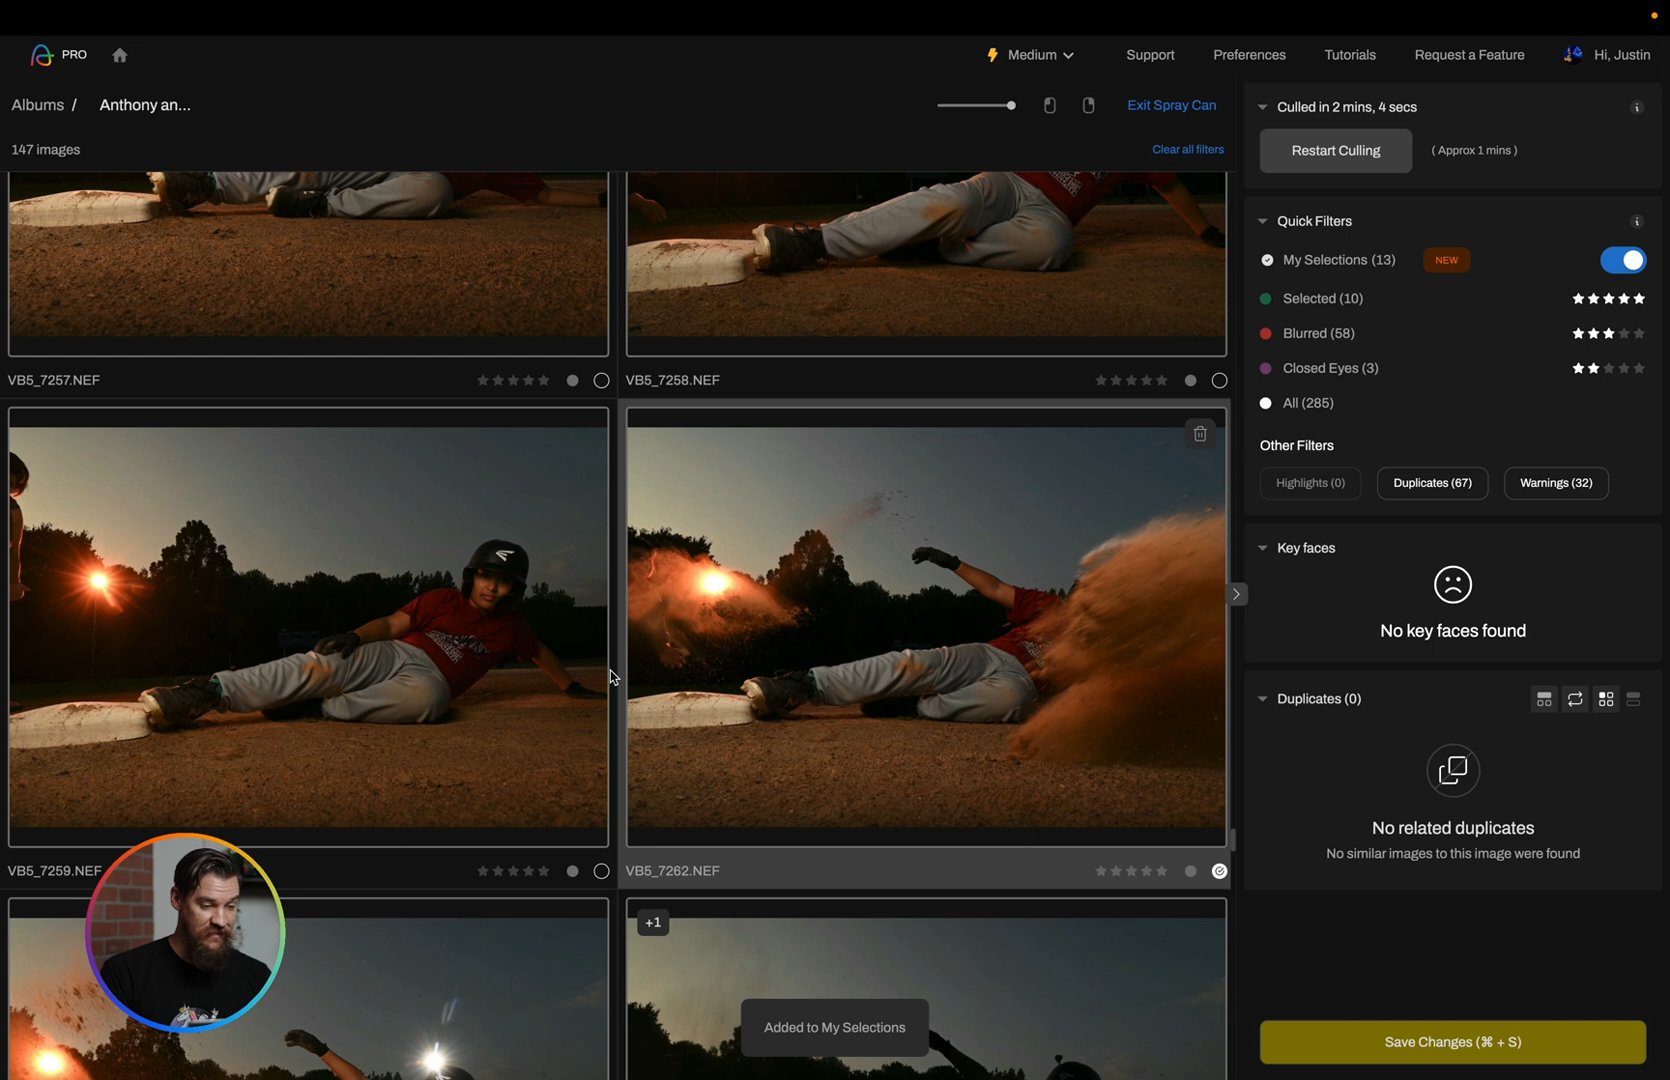 PRO
Medium
Support
Preferences
Tutorials
Request a Feature
Hi, Justin
Albums / Anthony an...
Exit Spray Can
147 images
Clear all filters
VB5_7257.NEF
VB5_7258.NEF
VB5_7259.NEF
VB5_7262.NEF
+1
Added to My Selections
Culled in 2 mins, 4 secs
Restart Culling
( Approx 1 mins )
Quick Filters
My Selections (13)
NEW
Selected (10)
Blurred (58)
Closed Eyes (3)
All (285)
Other Filters
Highlights (0)
Duplicates (67)
Warnings (32)
Key faces
No key faces found
Duplicates (0)
No related duplicates
No similar images to this image were found
Save Changes (⌘ + S)